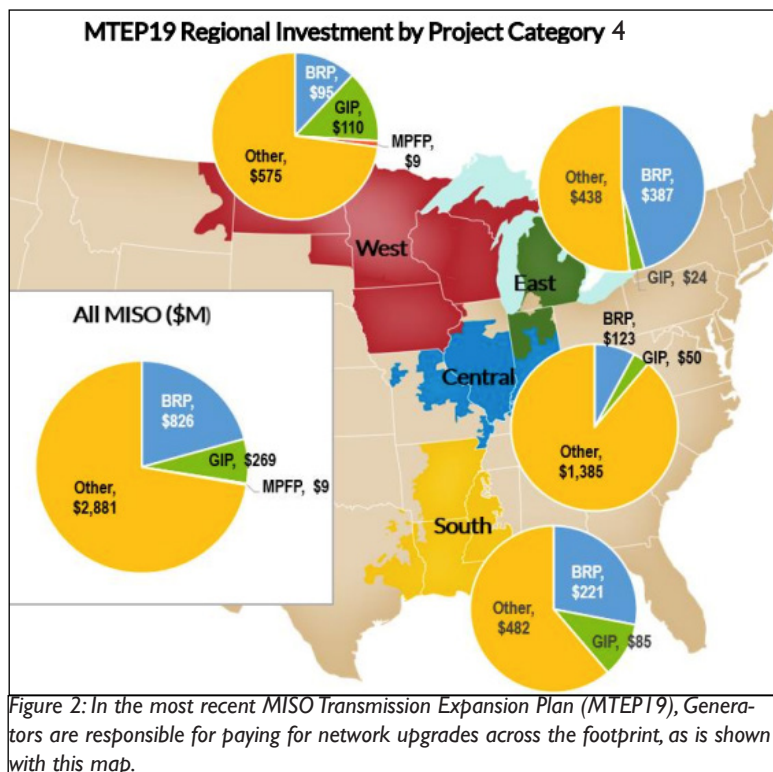 MTEP19 Regional Investment by Project Category 4
BRP,
$95
GIP,
$110
MPFP,
$9
Other,
$575
Other,
$438
BRP,
$387
GIP, $24
West
East
Central
South
BRP,
$123
GIP, $50
Other,
$1,385
All MISO ($M)
BRP,
$826
GIP, $269
MPFP, $9
Other,
$2,881
BRP,
$221
Other,
$482
GIP, $85
Figure 2: In the most recent MISO Transmission Expansion Plan (MTEP19), Genera-
tors are responsible for paying for network upgrades across the footprint, as is shown
with this map.